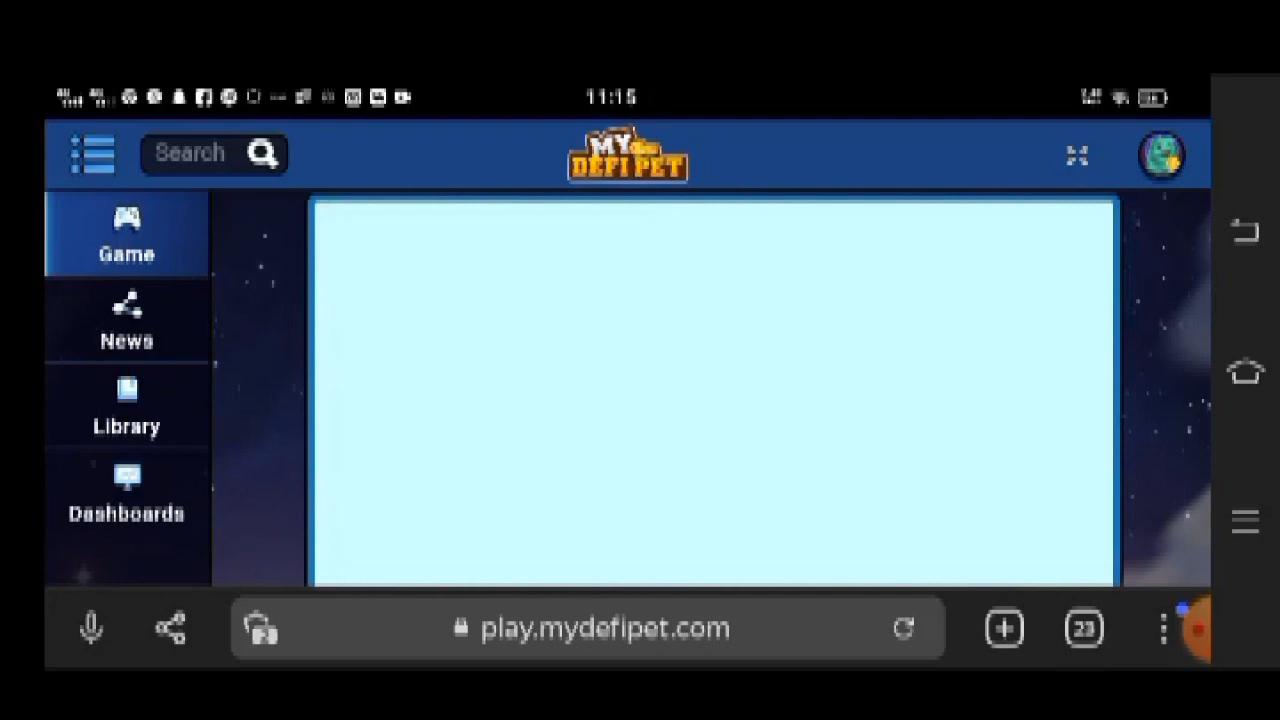 11:15
Search
MY
DEFI PET
Game
News
Library
Dashboards
play.mydefipet.com
23